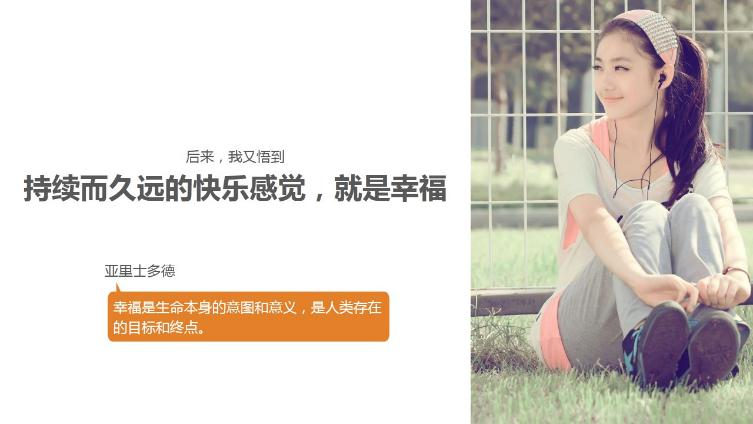 后来，我又悟到
持续而久远的快乐感觉，就是幸福
亚里士多德
幸福是生命本身的意图和意义，是人类存在
的目标和终点。